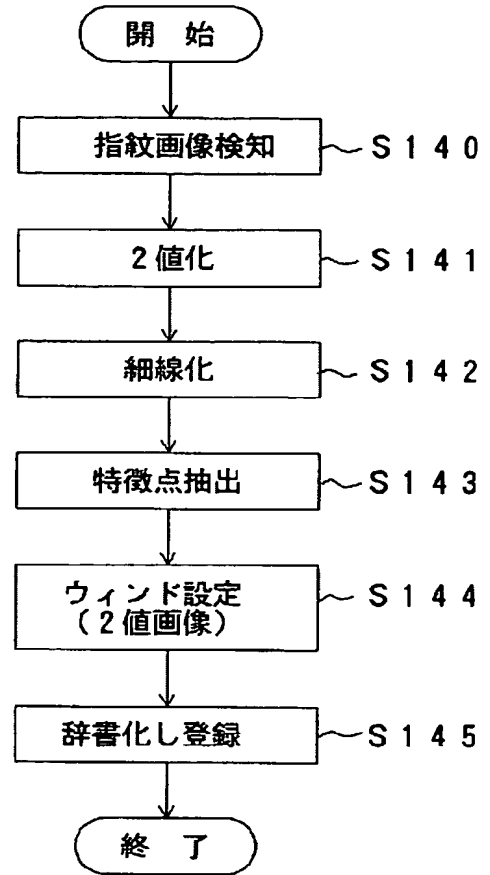 開 始
指紋画像検知 S140
2値化 S141
細線化 S142
特徴点抽出 S143
ウィンド設定 S144
(2値画像)
辞書化し登録 S145
終 了